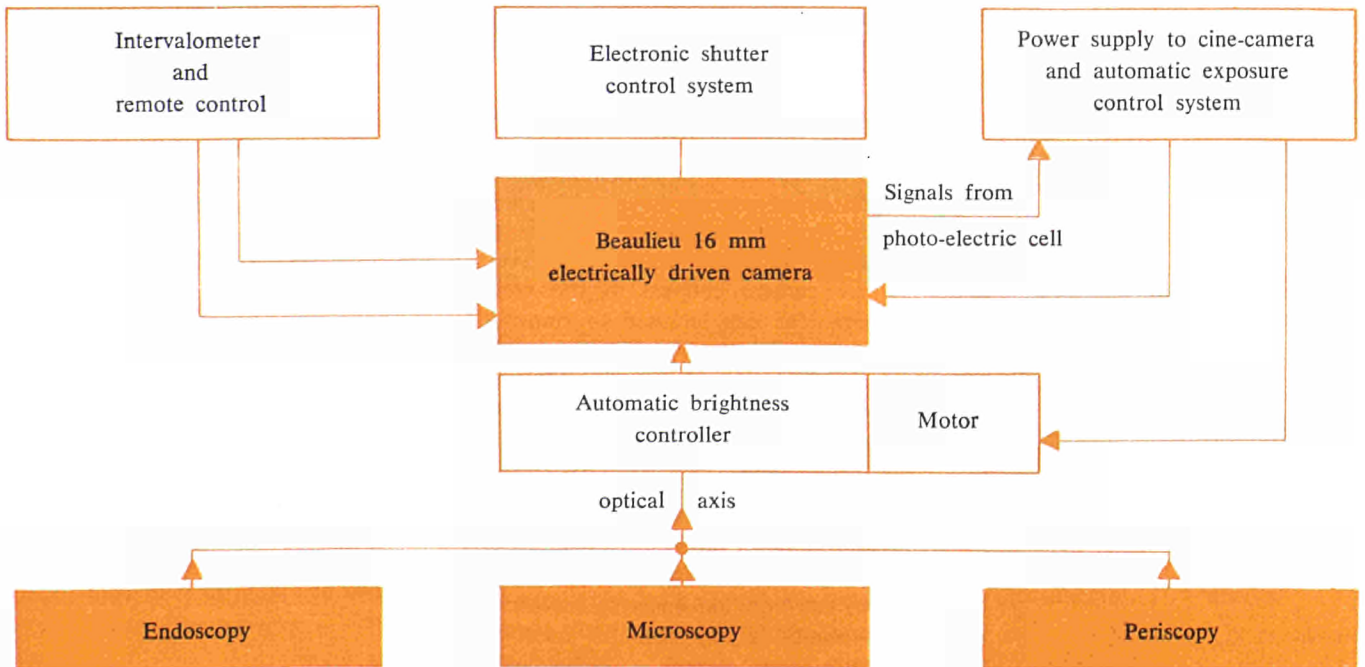 Intervalometer
and
remote control
Electronic shutter
control system
Power supply to cine-camera
and automatic exposure
control system
Beaulieu 16 mm
electrically driven camera
Signals from
photo-electric cell
Automatic brightness
controller
Motor
optical axis
Endoscopy
Microscopy
Periscopy